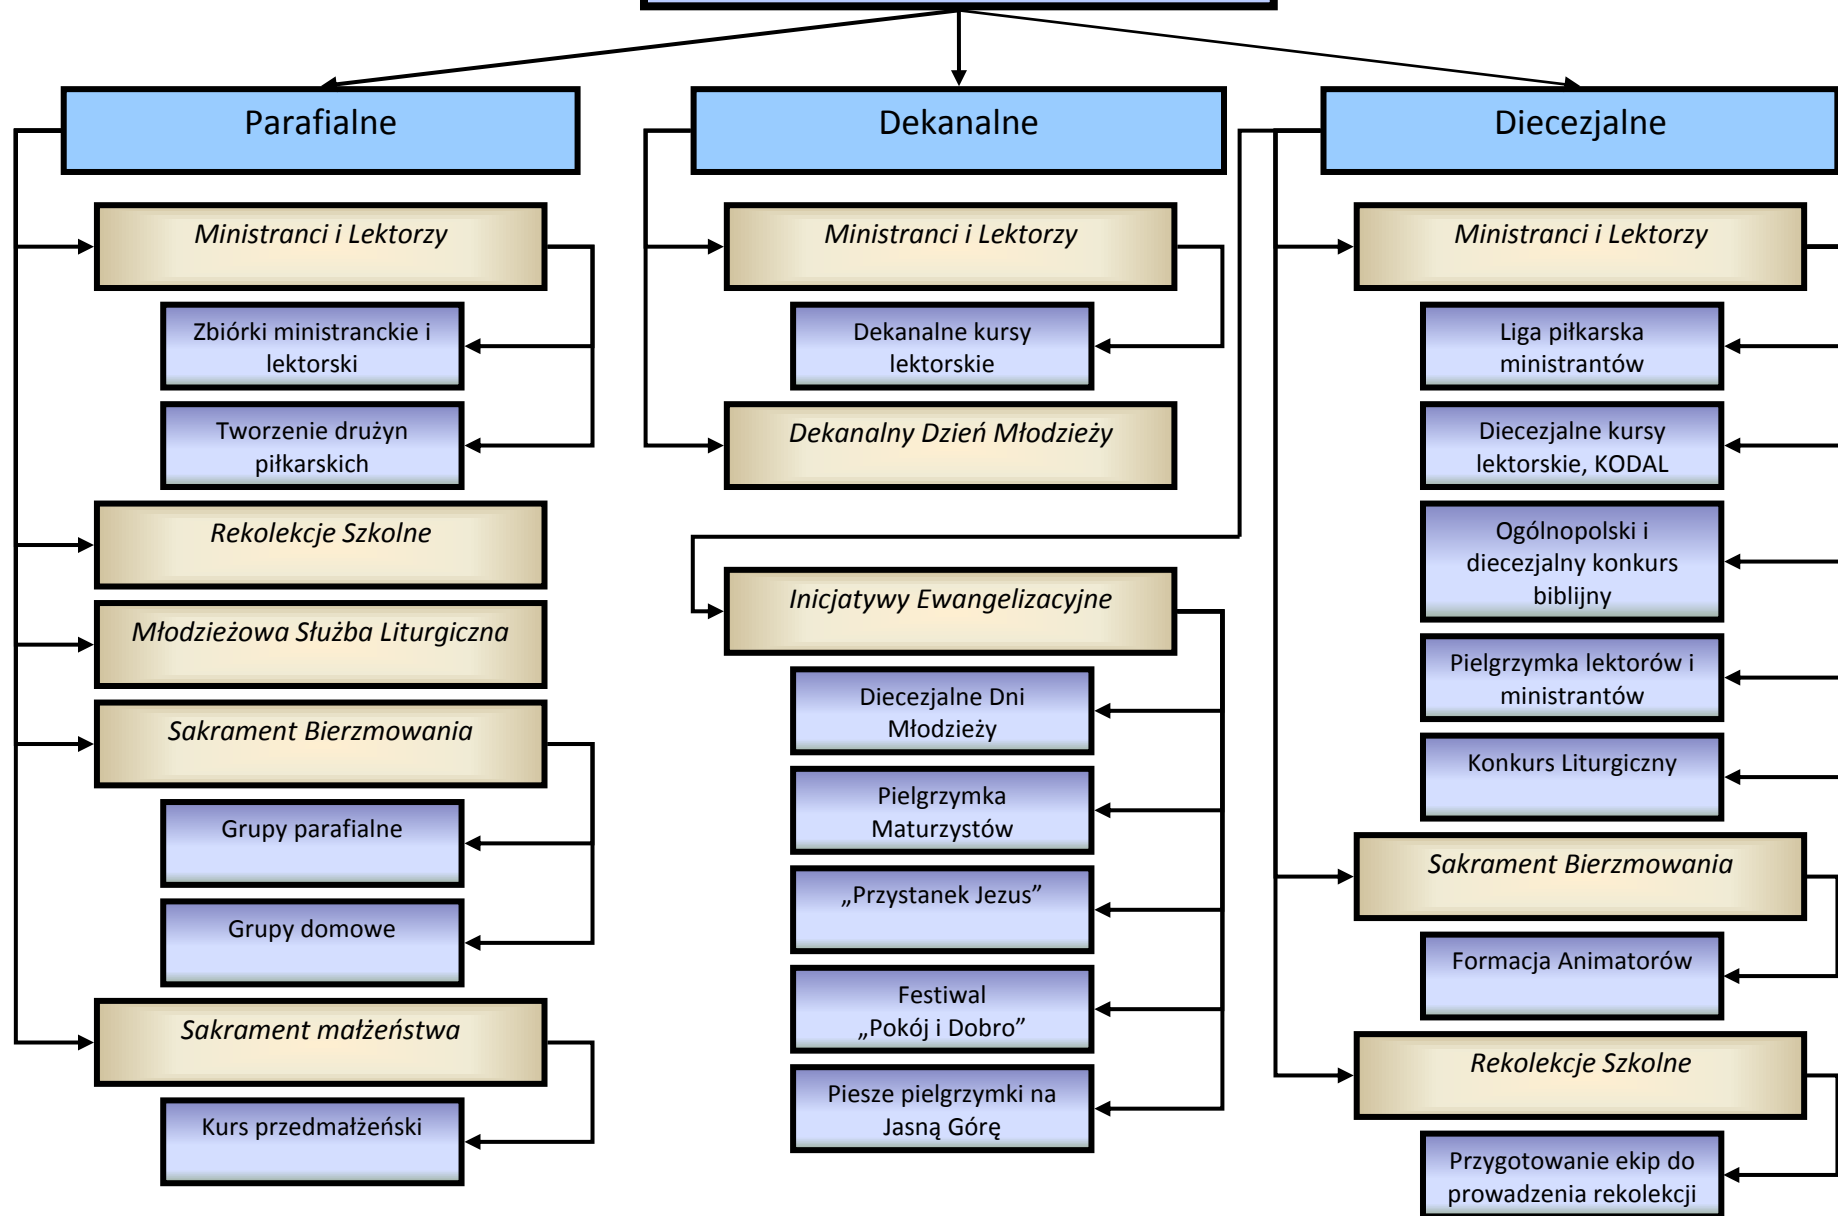 Parafialne
Ministranci i Lektorzy
Zbiórki ministranckie i
lektorski
Tworzenie drużyn
piłkarskich
Rekolekcje Szkolne
Młodzieżowa Służba Liturgiczna
Sakrament Bierzmowania
Grupy parafialne
Grupy domowe
Sakrament małżeństwa
Kurs przedmałżeński
Dekanalne
Ministranci i Lektorzy
Dekanalne kursy
lektorskie
Dekanalny Dzień Młodzieży
Inicjatywy Ewangelizacyjne
Diecezjalne Dni
Młodzieży
Pielgrzymka
Maturzystów
„Przystanek Jezus”
Festiwal
„Pokój i Dobro”
Piesze pielgrzymki na
Jasną Górę
Diecezjalne
Ministranci i Lektorzy
Liga piłkarska
ministrantów
Diecezjalne kursy
lektorskie, KODAL
Ogólnopolski i
diecezjalny konkurs
biblijny
Pielgrzymka lektorów i
ministrantów
Konkurs Liturgiczny
Sakrament Bierzmowania
Formacja Animatorów
Rekolekcje Szkolne
Przygotowanie ekip do
prowadzenia rekolekcji